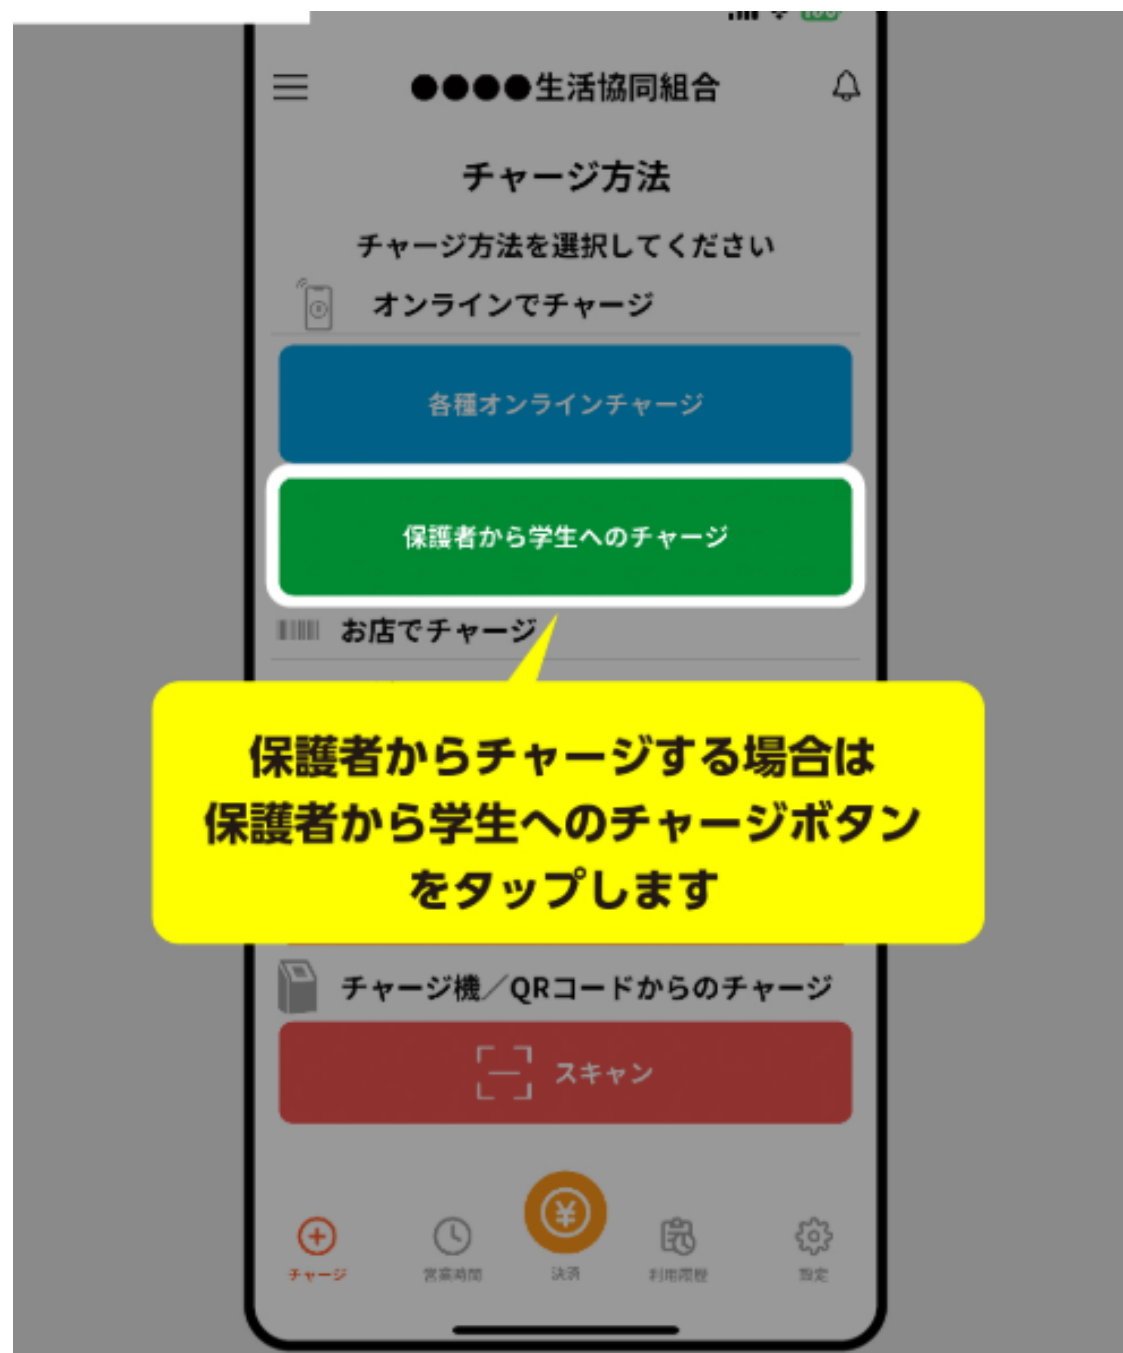 ●●●●生活協同組合
チャージ方法
チャージ方法を選択してください
オンラインでチャージ
各種オンラインチャージ
保護者から学生へのチャージ
お店でチャージ
保護者からチャージする場合は
保護者から学生へのチャージボタン
をタップします
チャージ機／QRコードからのチャージ
スキャン
チャージ
営業時間
決済
利用履歴
設定